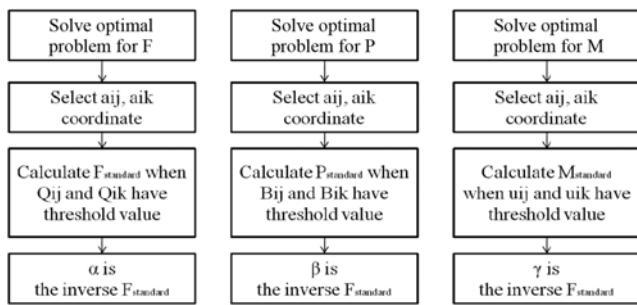 Solve optimal
problem for F
Select aij, aik
coordinate
Calculate Fstandard when
Qij and Qik have
threshold value
α is
the inverse Fstandard
Solve optimal
problem for P
Select aij, aik
coordinate
Calculate Pstandard when
Bij and Bik have
threshold value
β is
the inverse Fstandard
Solve optimal
problem for M
Select aij, aik
coordinate
Calculate Mstandard
when uij and uik have
threshold value
γ is
the inverse Fstandard